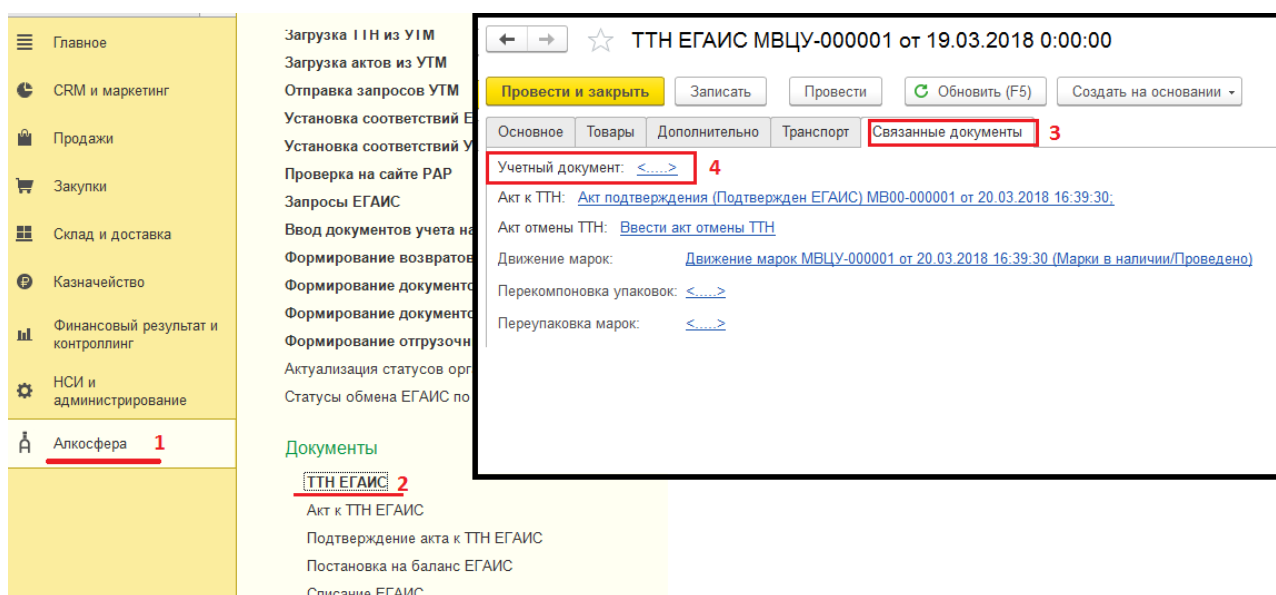 Главное
CRM и маркетинг
Продажи
Закупки
Склад и доставка
Казначейство
Финансовый результат и
контроллинг
НСИ и
администрирование
Алкосфера 1
Загрузка ТТН из УТМ
Загрузка актов из УТМ
Отправка запросов УТМ
Установка соответствий Е
Установка соответствий У
Проверка на сайте РАР
Запросы ЕГАИС
Ввод документов учета на
Формирование возвратов
Формирование документо
Формирование документо
Формирование отгрузочн
Актуализация статусов орг
Статусы обмена ЕГАИС по
Документы
ТТН ЕГАИС 2
Акт к ТТН ЕГАИС
Подтверждение акта к ТТН ЕГАИС
Постановка на баланс ЕГАИС
Списание ЕГАИС
ТТН ЕГАИС МВЦУ-000001 от 19.03.2018 0:00:00
Провести и закрыть Записать Провести Обновить (F5) Создать на основании
Основное Товары Дополнительно Транспорт Связанные документы 3
Учетный документ: <.....> 4
Акт к ТТН: Акт подтверждения (Подтвержден ЕГАИС) МВ00-000001 от 20.03.2018 16:39:30;
Акт отмены ТТН: Ввести акт отмены ТТН
Движение марок: Движение марок МВЦУ-000001 от 20.03.2018 16:39:30 (Марки в наличии/Проведено)
Перекомпоновка упаковок: <.....>
Переупаковка марок: <.....>